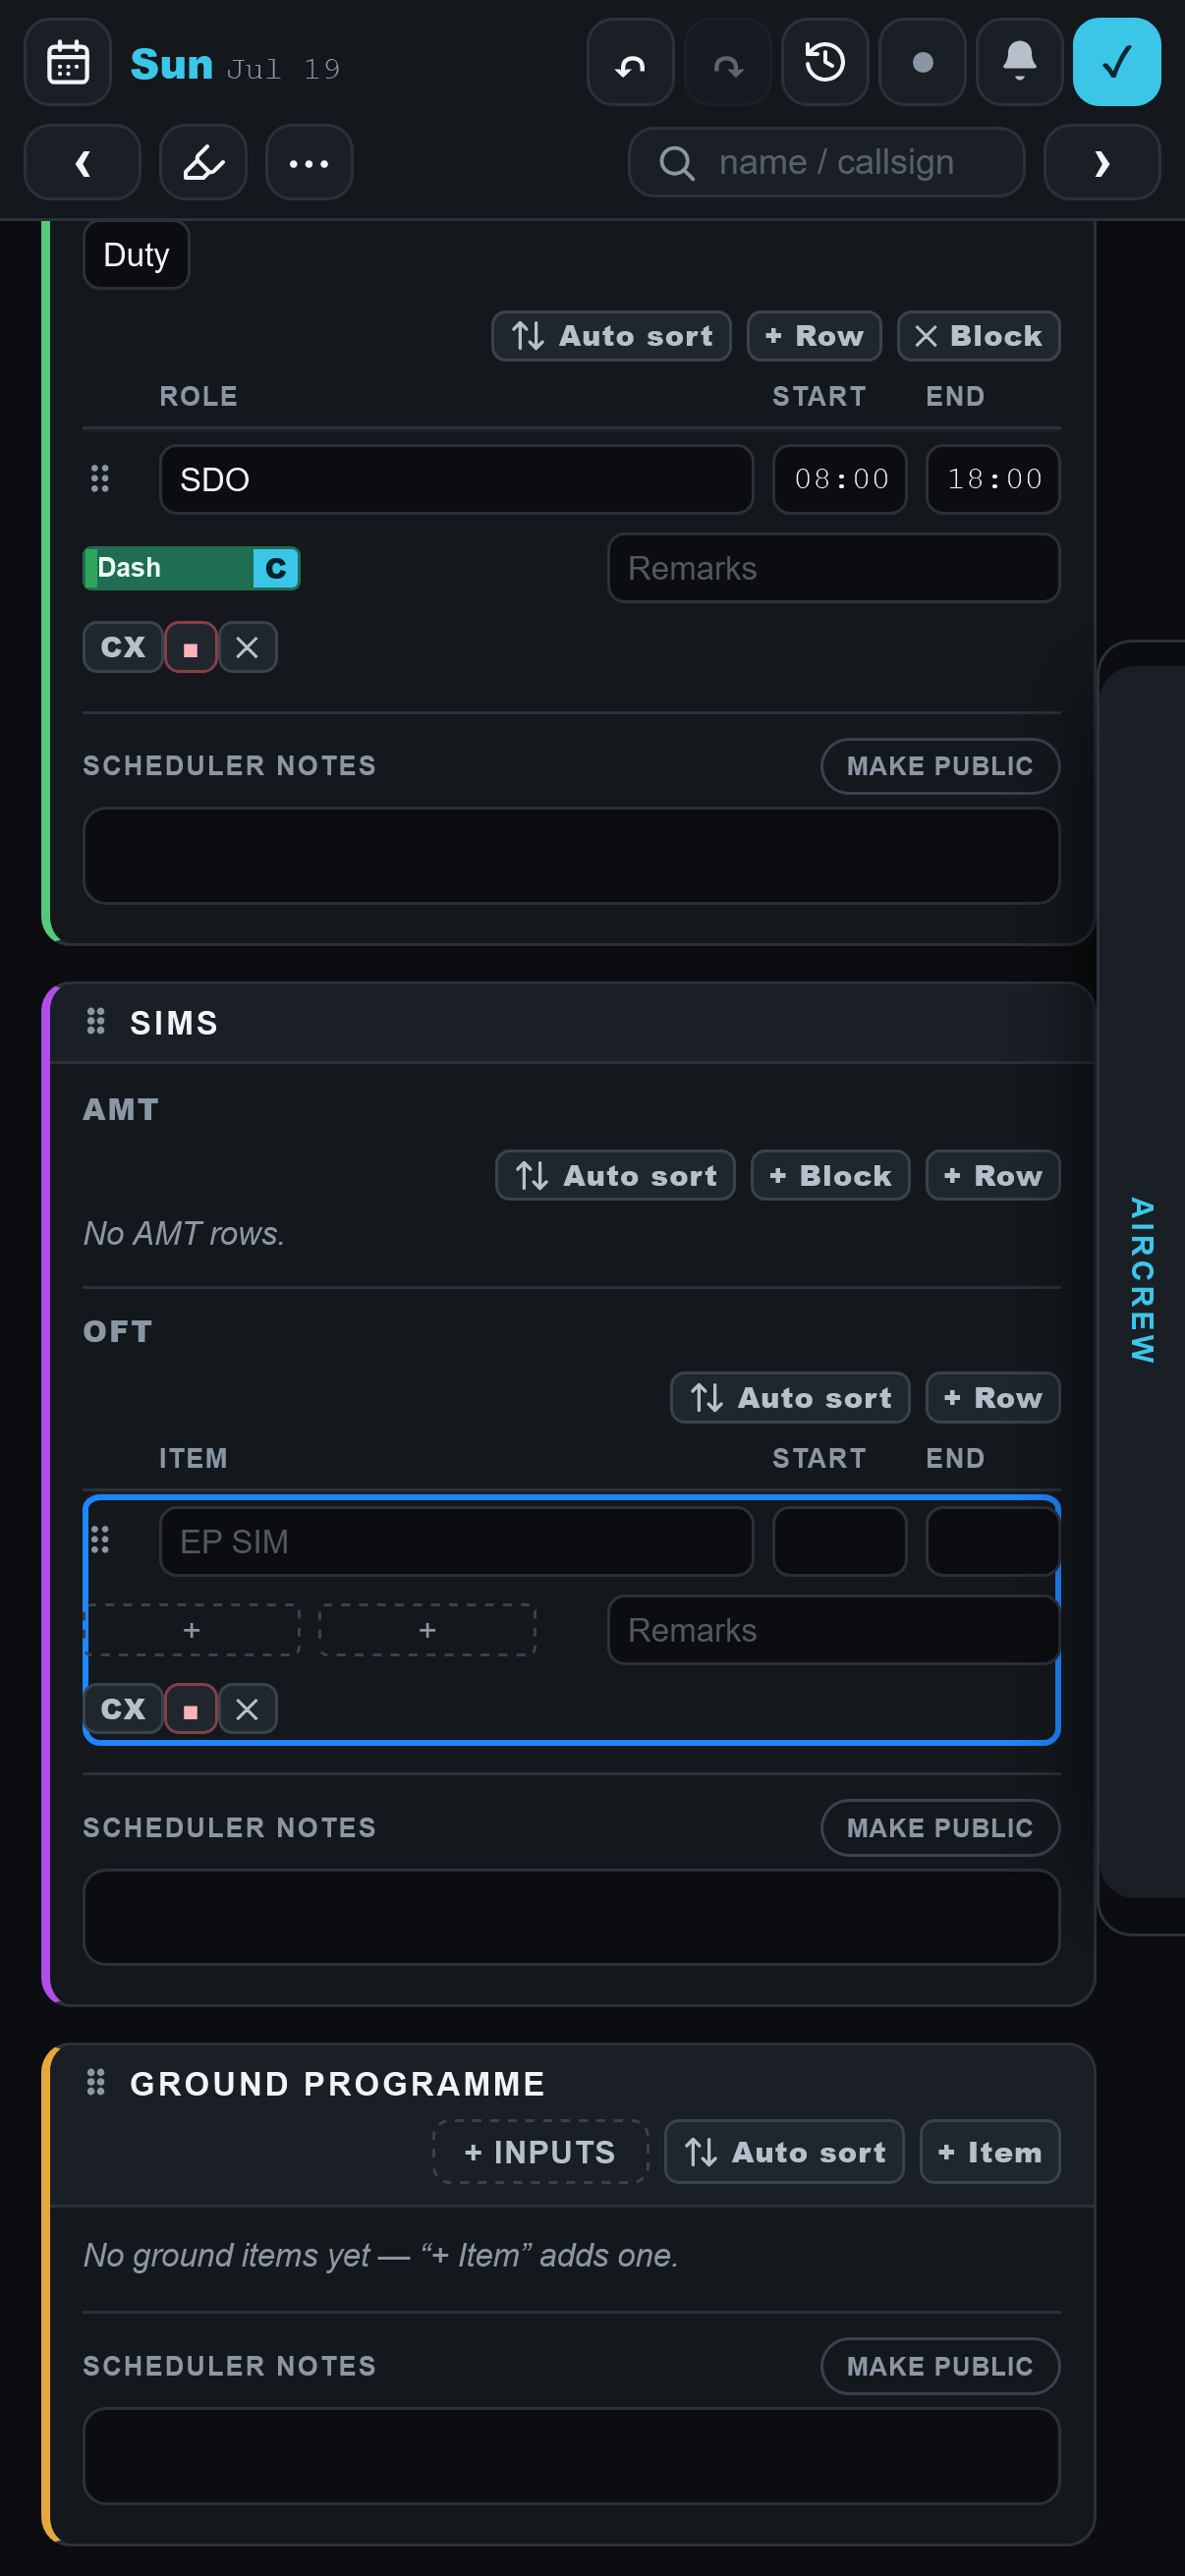 Sun Jul 19
name / callsign
Duty
Auto sort + Row × Block
ROLE START END
SDO 08:00 18:00
Dash C Remarks
CX
SCHEDULER NOTES MAKE PUBLIC
SIMS
AMT
Auto sort + Block + Row
No AMT rows.
OFT
Auto sort + Row
ITEM START END
EP SIM
+ + Remarks
CX
SCHEDULER NOTES MAKE PUBLIC
AIRCREW
GROUND PROGRAMME
+ INPUTS Auto sort + Item
No ground items yet — “+ Item” adds one.
SCHEDULER NOTES MAKE PUBLIC